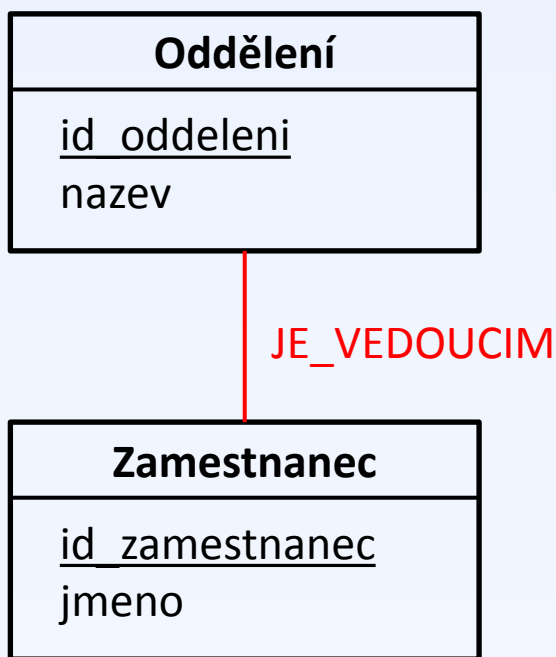 Oddělení
id_oddeleni
nazev
JE_VEDOUCIM
Zamestnanec
id_zamestnanec
jmeno